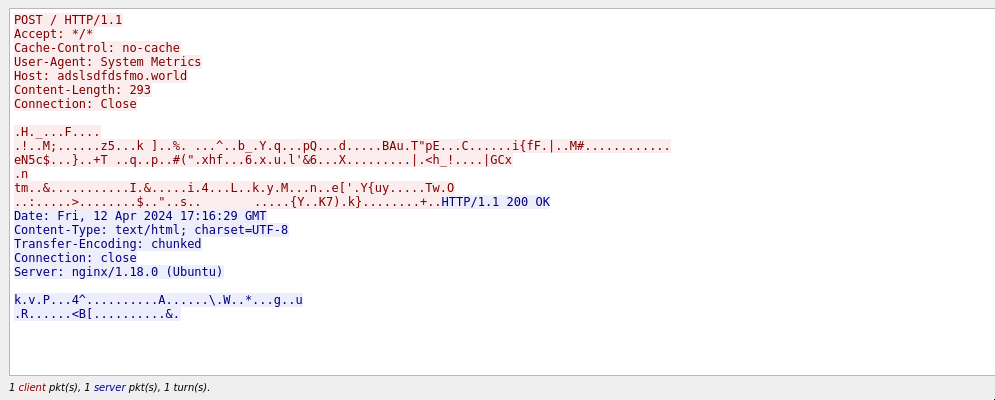 POST / HTTP/1.1
Accept: */*
Cache-Control: no-cache
User-Agent: System Metrics
Host: adslsdfdsfmo.world
Content-Length: 293
Connection: Close
.H._...F....
.!..M;......z5...k ]..%. ...^..b_.Y.q...pQ...d.....BAu.T"pE...C......i{fF.|..M#............
eN5c$...}..+T ..q..p..#(".xhf...6.x.u.l'&6...X.........|.<h_!....|GCx
.n
tm..&...........I.&.....i.4...L..k.y.M...n..e['.Y{uy.....Tw.O
..:.....>........$.."..s..       .....{Y..K7).k}........+..HTTP/1.1 200 OK
Date: Fri, 12 Apr 2024 17:16:29 GMT
Content-Type: text/html; charset=UTF-8
Transfer-Encoding: chunked
Connection: close
Server: nginx/1.18.0 (Ubuntu)
k.v.P...4^..........A......\.W..*...g..u
.R......<B[..........&.
1 client pkt(s), 1 server pkt(s), 1 turn(s).